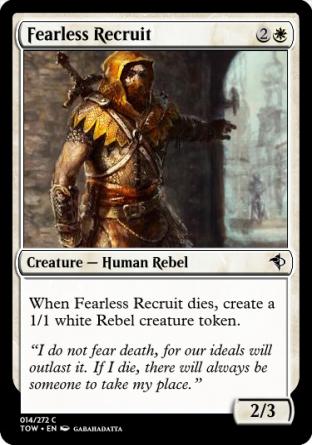 Fearless Recruit 2
Creature — Human Rebel
When Fearless Recruit dies, create a
1/1 white Rebel creature token.
“I do not fear death, for our ideals will
outlast it. If I die, there will always be
someone to take my place.”
2/3
014/272 C
TOW • EN GABAHADATTA